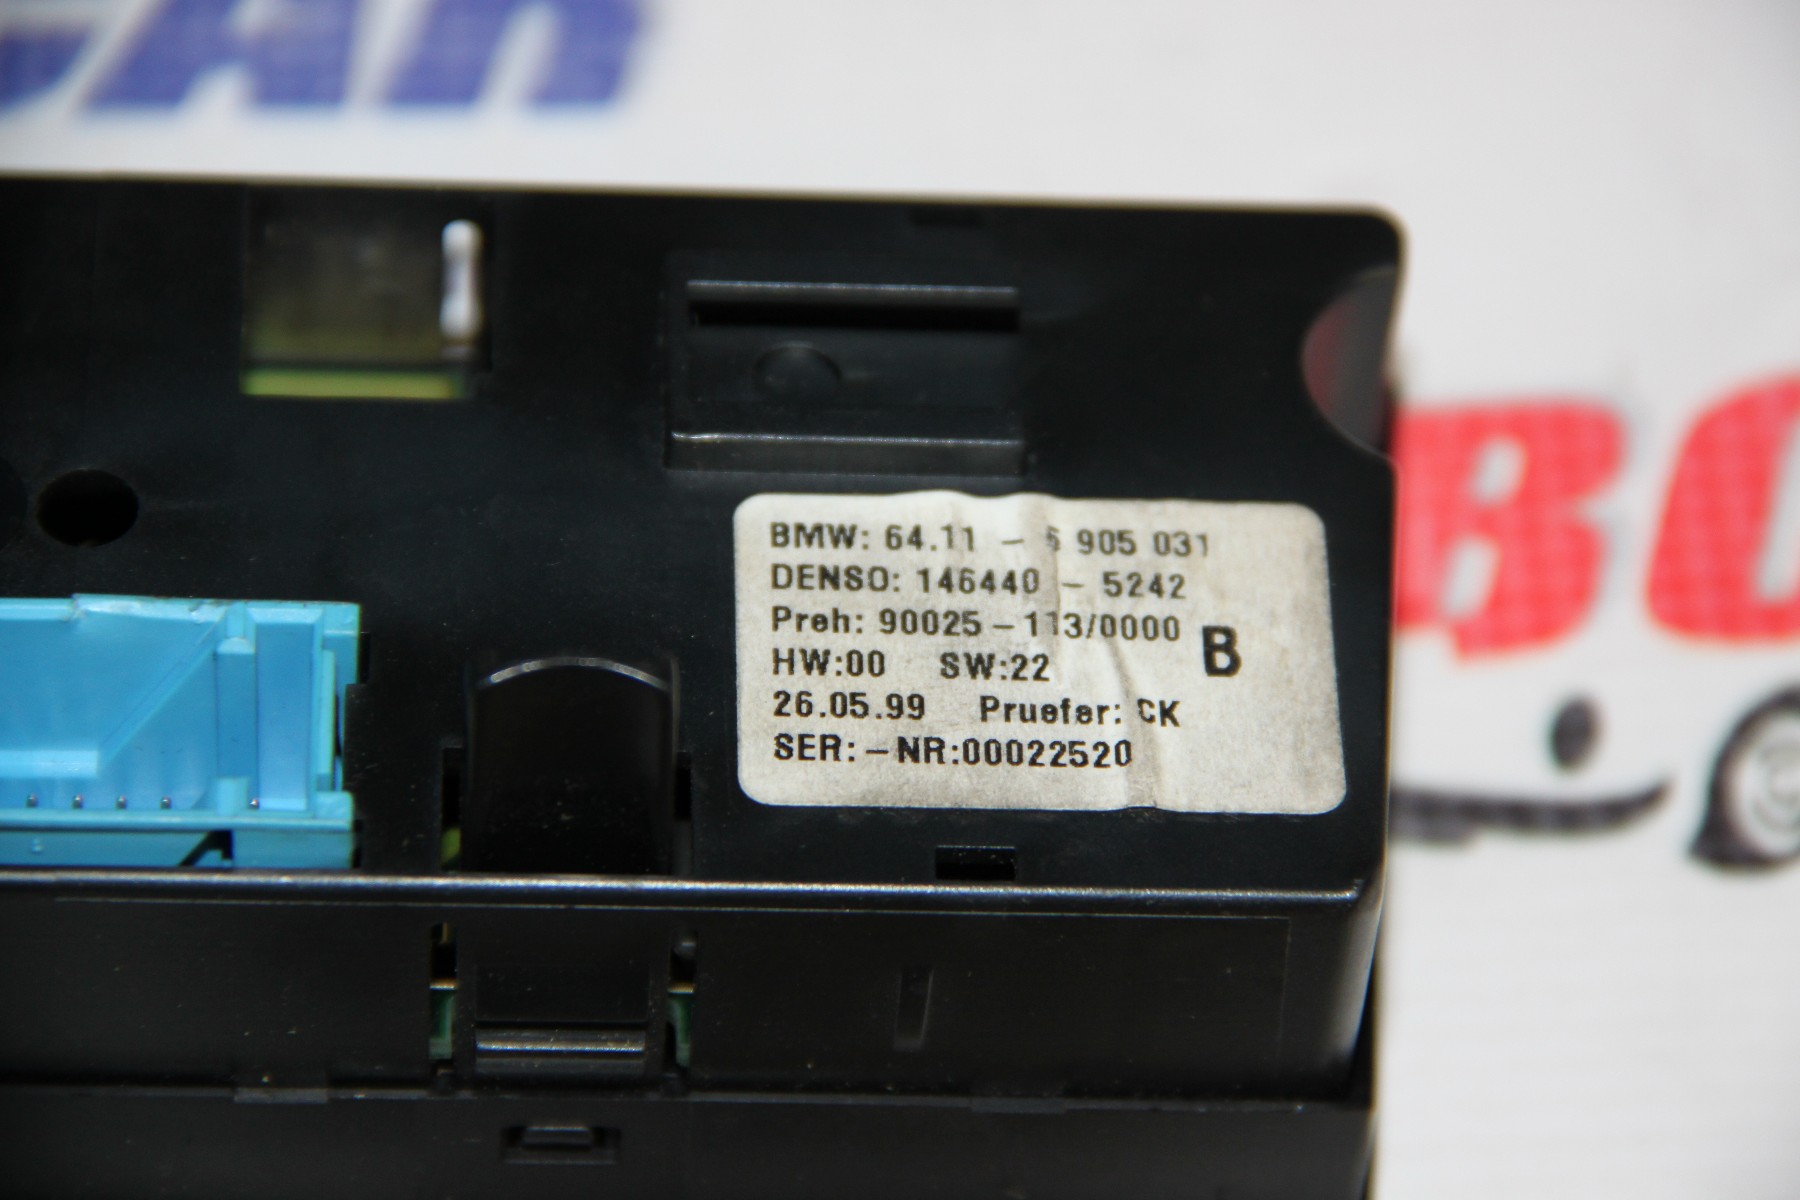 CAR
BMW: 64.11 – 6 905 031
DENSO: 146440 – 5242
Preh: 90025 – 113/0000
B
HW:00 SW:22
26.05.99 Pruefer: CK
SER: –NR:00022520